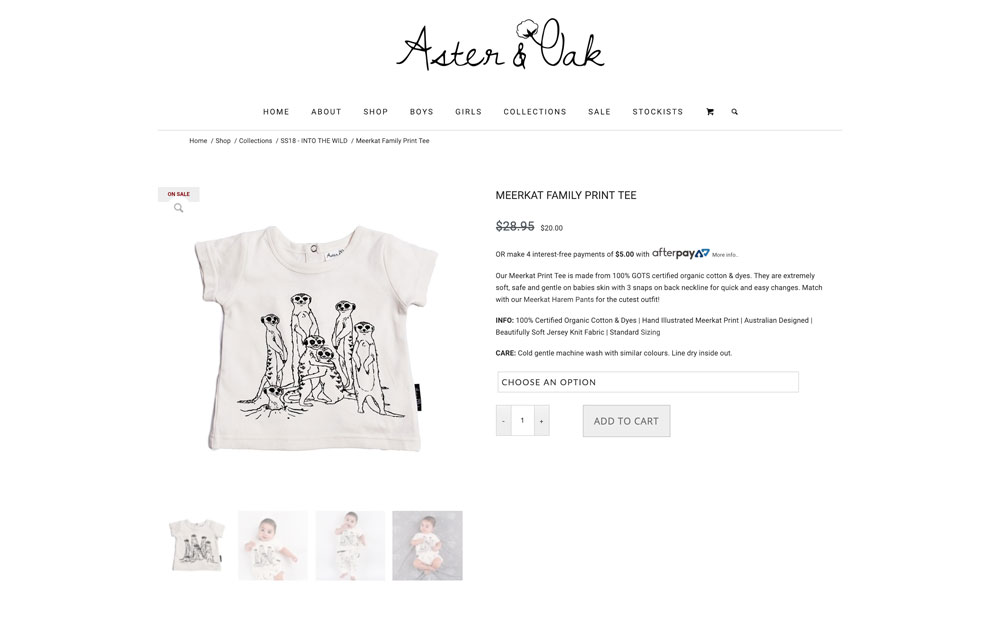 Aster & Oak
HOME ABOUT SHOP BOYS GIRLS COLLECTIONS SALE STOCKISTS
Home / Shop / Collections / SS18 - INTO THE WILD / Meerkat Family Print Tee
ON SALE
MEERKAT FAMILY PRINT TEE
$28.95 $20.00
OR make 4 interest-free payments of $5.00 with afterpay More info..
Our Meerkat Print Tee is made from 100% GOTS certified organic cotton & dyes. They are extremely
soft, safe and gentle on babies skin with 3 snaps on back neckline for quick and easy changes. Match
with our Meerkat Harem Pants for the cutest outfit!
INFO: 100% Certified Organic Cotton & Dyes | Hand Illustrated Meerkat Print | Australian Designed |
Beautifully Soft Jersey Knit Fabric | Standard Sizing
CARE: Cold gentle machine wash with similar colours. Line dry inside out.
CHOOSE AN OPTION
- 1 + ADD TO CART